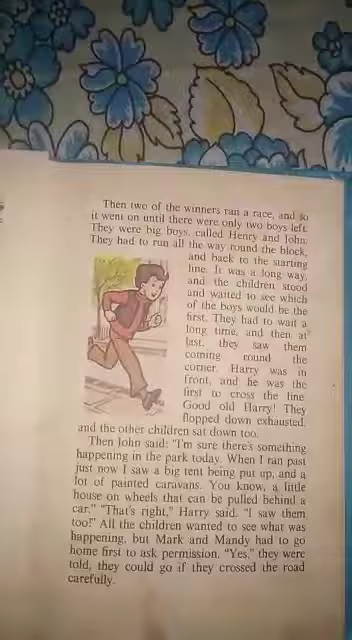 Then two of the winners ran a race, and so
it went on until there were only two boys left.
They were big boys, called Henry and John.
They had to run all the way round the block,
and back to the starting
line. It was a long way,
and the children stood
and waited to see which
of the boys would be the
first. They had to wait a
long time, and then at
last, they saw them
coming round the
corner. Harry was in
front, and he was the
first to cross the line.
Good old Harry! They
flopped down exhausted,
and the other children sat down too.
Then John said: "I'm sure there's something
happening in the park today. When I ran past
just now I saw a big tent being put up, and a
lot of painted caravans. You know, a little
house on wheels that can be pulled behind a
car." "That's right," Harry said. "I saw them
too!" All the children wanted to see what was
happening, but Mark and Mandy had to go
home first to ask permission. "Yes," they were
told, they could go if they crossed the road
carefully.